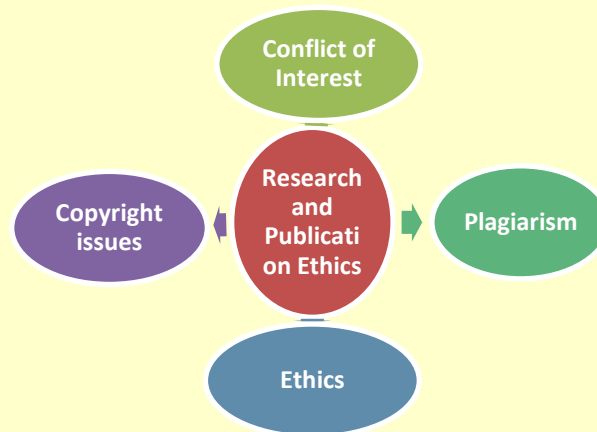 Conflict of
Interest
Copyright
issues
Research
and
Publicati
on Ethics
Plagiarism
Ethics